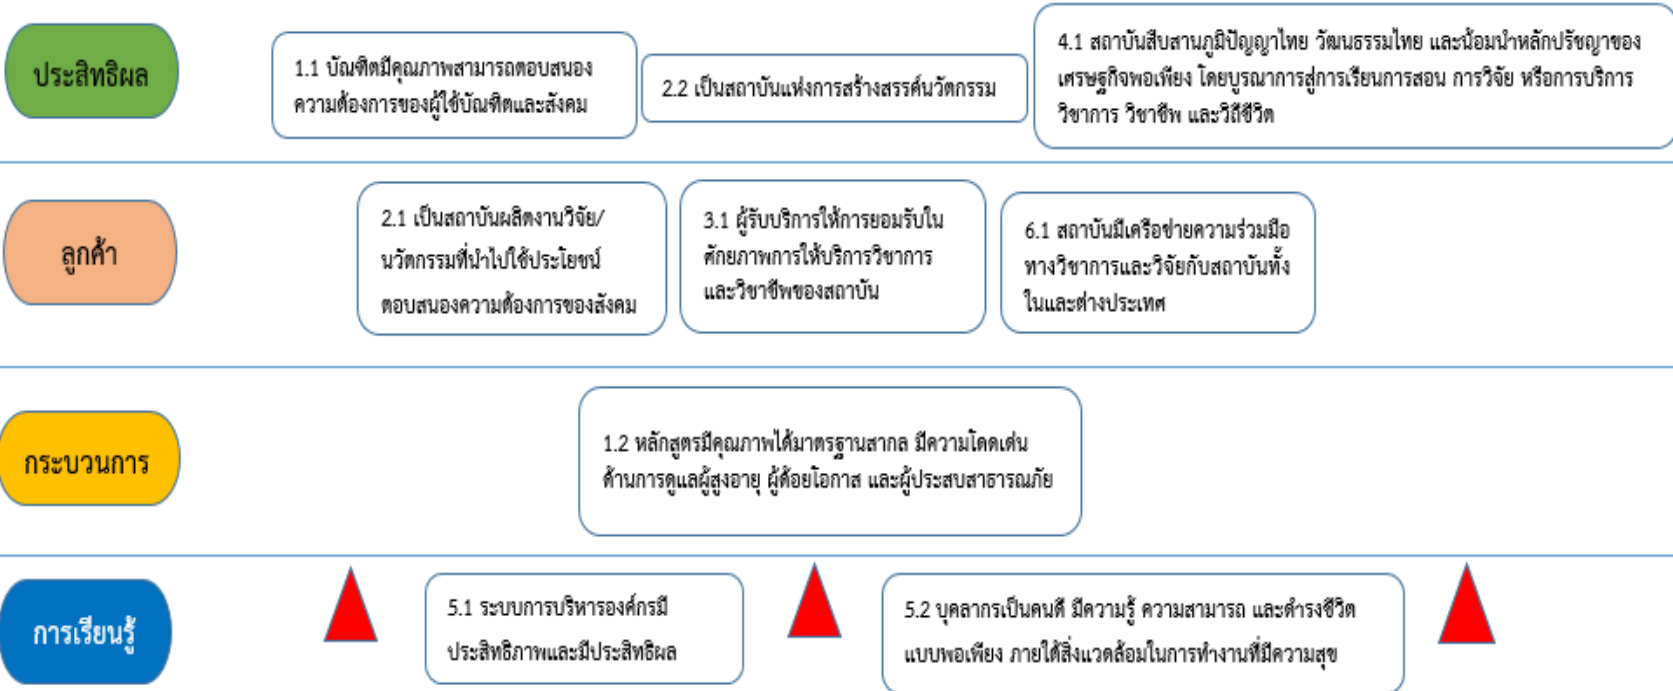 ประสิทธิผล
1.1 บัณฑิตมีคุณภาพสามารถตอบสนอง
ความต้องการของผู้ใช้บัณฑิตและสังคม
2.2 เป็นสถาบันแห่งการสร้างสรรค์นวัตกรรม
4.1 สถาบันสืบสานภูมิปัญญาไทย วัฒนธรรมไทย และน้อมนำหลักปรัชญาของ
เศรษฐกิจพอเพียง โดยบูรณาการสู่การเรียนการสอน การวิจัย หรือการบริการ
วิชาการ วิชาชีพ และวิถีชีวิต
ลูกค้า
2.1 เป็นสถาบันผลิตงานวิจัย/
นวัตกรรมที่นำไปใช้ประโยชน์
ตอบสนองความต้องการของสังคม
3.1 ผู้รับบริการให้การยอมรับใน
ศักยภาพการให้บริการวิชาการ
และวิชาชีพของสถาบัน
6.1 สถาบันมีเครือข่ายความร่วมมือ
ทางวิชาการและวิจัยกับสถาบันทั้ง
ในและต่างประเทศ
กระบวนการ
1.2 หลักสูตรมีคุณภาพได้มาตรฐานสากล มีความโดดเด่น
ด้านการดูแลผู้สูงอายุ ผู้ด้อยโอกาส และผู้ประสบสาธารณภัย
การเรียนรู้
5.1 ระบบการบริหารองค์กรมี
ประสิทธิภาพและมีประสิทธิผล
5.2 บุคลากรเป็นคนดี มีความรู้ ความสามารถ และดำรงชีวิต
แบบพอเพียง ภายใต้สิ่งแวดล้อมในการทำงานที่มีความสุข